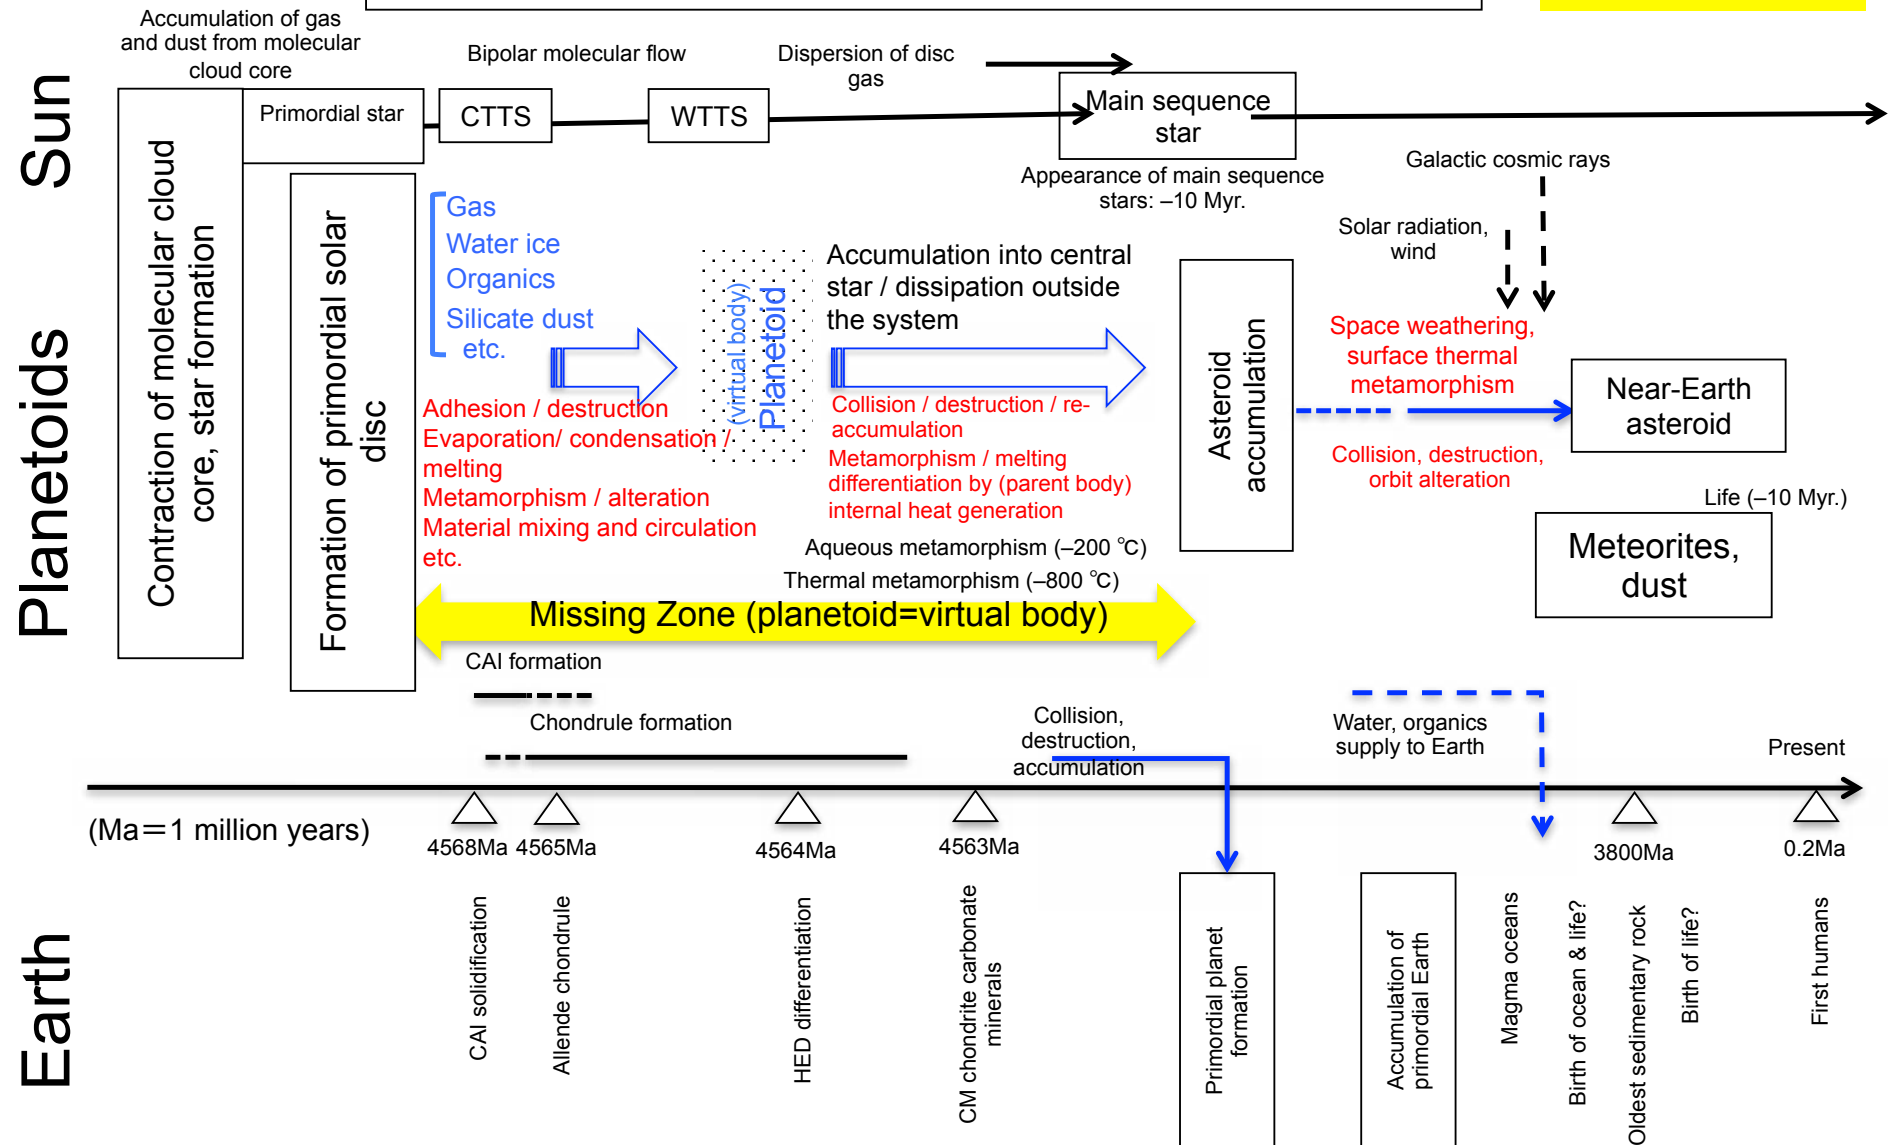 Accumulation of gas
and dust from molecular
cloud core
Bipolar molecular flow
Dispersion of disc
gas
Sun
Primordial star
CTTS
WTTS
Main sequence
star
Appearance of main sequence
stars: –10 Myr.
Galactic cosmic rays
Solar radiation,
wind
Planetoids
Contraction of molecular cloud
core, star formation
Formation of primordial solar
disc
Gas
Water ice
Organics
Silicate dust
etc.
(virtual body)
Planetoid
Accumulation into central
star / dissipation outside
the system
Adhesion / destruction
Evaporation/ condensation /
melting
Metamorphism / alteration
Material mixing and circulation
etc.
Collision / destruction / re-
accumulation
Metamorphism / melting
differentiation by (parent body)
internal heat generation
Aqueous metamorphism (–200 ℃)
Thermal metamorphism (–800 ℃)
Asteroid
accumulation
Space weathering,
surface thermal
metamorphism
Collision, destruction,
orbit alteration
Near-Earth
asteroid
Life (–10 Myr.)
Meteorites,
dust
Missing Zone (planetoid=virtual body)
CAI formation
Chondrule formation
Collision,
destruction,
accumulation
Water, organics
supply to Earth
Present
(Ma＝1 million years)
4568Ma
4565Ma
4564Ma
4563Ma
3800Ma
0.2Ma
Earth
CAI solidification
Allende chondrule
HED differentiation
CM chondrite carbonate
minerals
Primordial planet
formation
Accumulation of
primordial Earth
Magma oceans
Birth of ocean & life?
Oldest sedimentary rock
Birth of life?
First humans